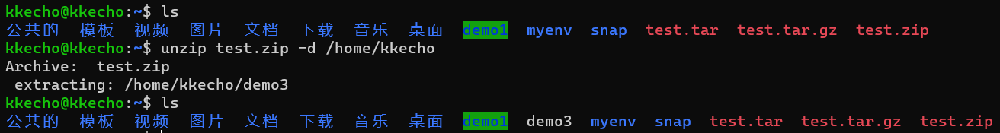 kkecho@kkecho:~$ ls
公共的 模板 视频 图片 文档 下载 音乐 桌面 demo1 myenv snap test.tar test.tar.gz test.zip
kkecho@kkecho:~$ unzip test.zip -d /home/kkecho
Archive:  test.zip
 extracting: /home/kkecho/demo3
kkecho@kkecho:~$ ls
公共的 模板 视频 图片 文档 下载 音乐 桌面 demo1 demo3 myenv snap test.tar test.tar.gz test.zip